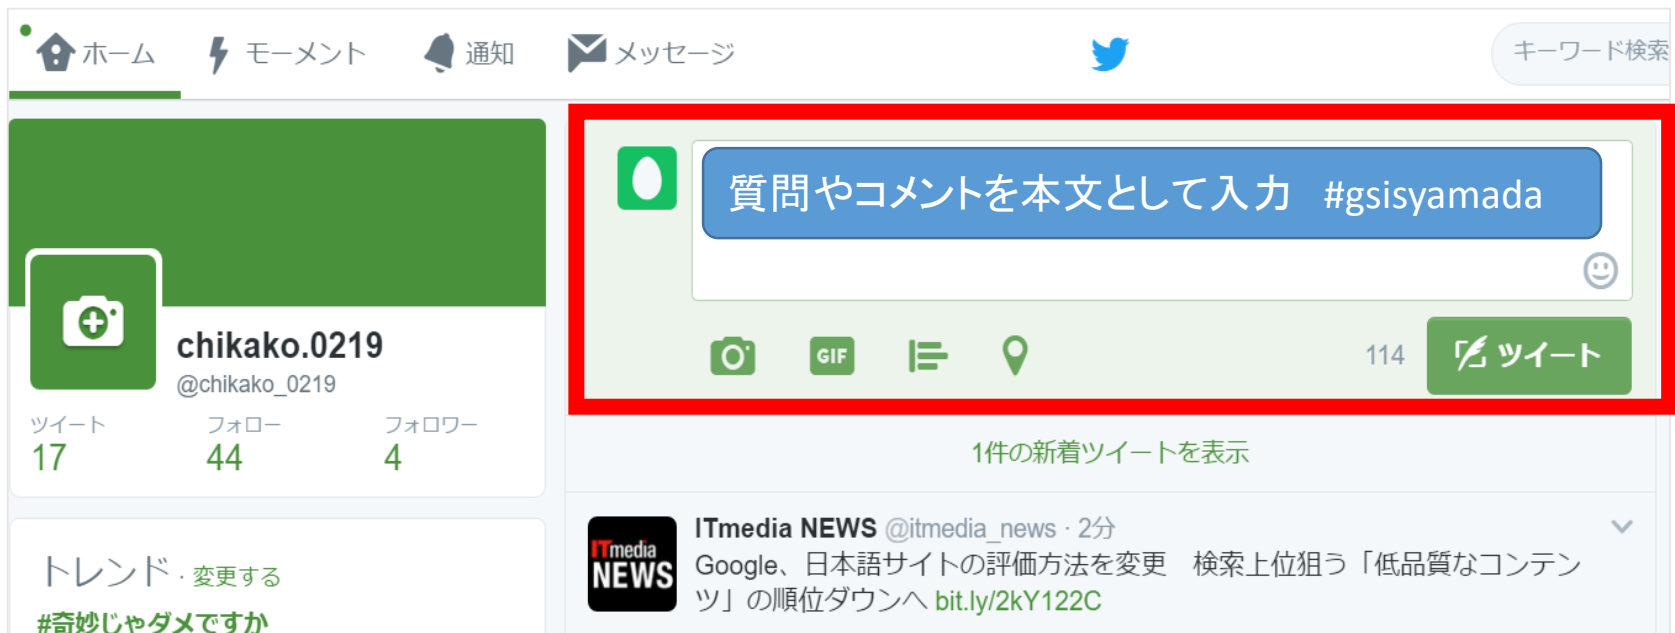 ホーム モーメント 通知 メッセージ キーワード検索
質問やコメントを本文として入力 #gsisyamada
chikako.0219
@chikako_0219
ツイート フォロー フォロワー
17 44 4
GIF 114 ツイート
1件の新着ツイートを表示
ITmedia NEWS
ITmedia NEWS @itmedia_news · 2分
Google、日本語サイトの評価方法を変更 検索上位狙う「低品質なコンテン
ツ」の順位ダウンへ bit.ly/2kY122C
トレンド · 変更する
#奇妙じゃダメですか